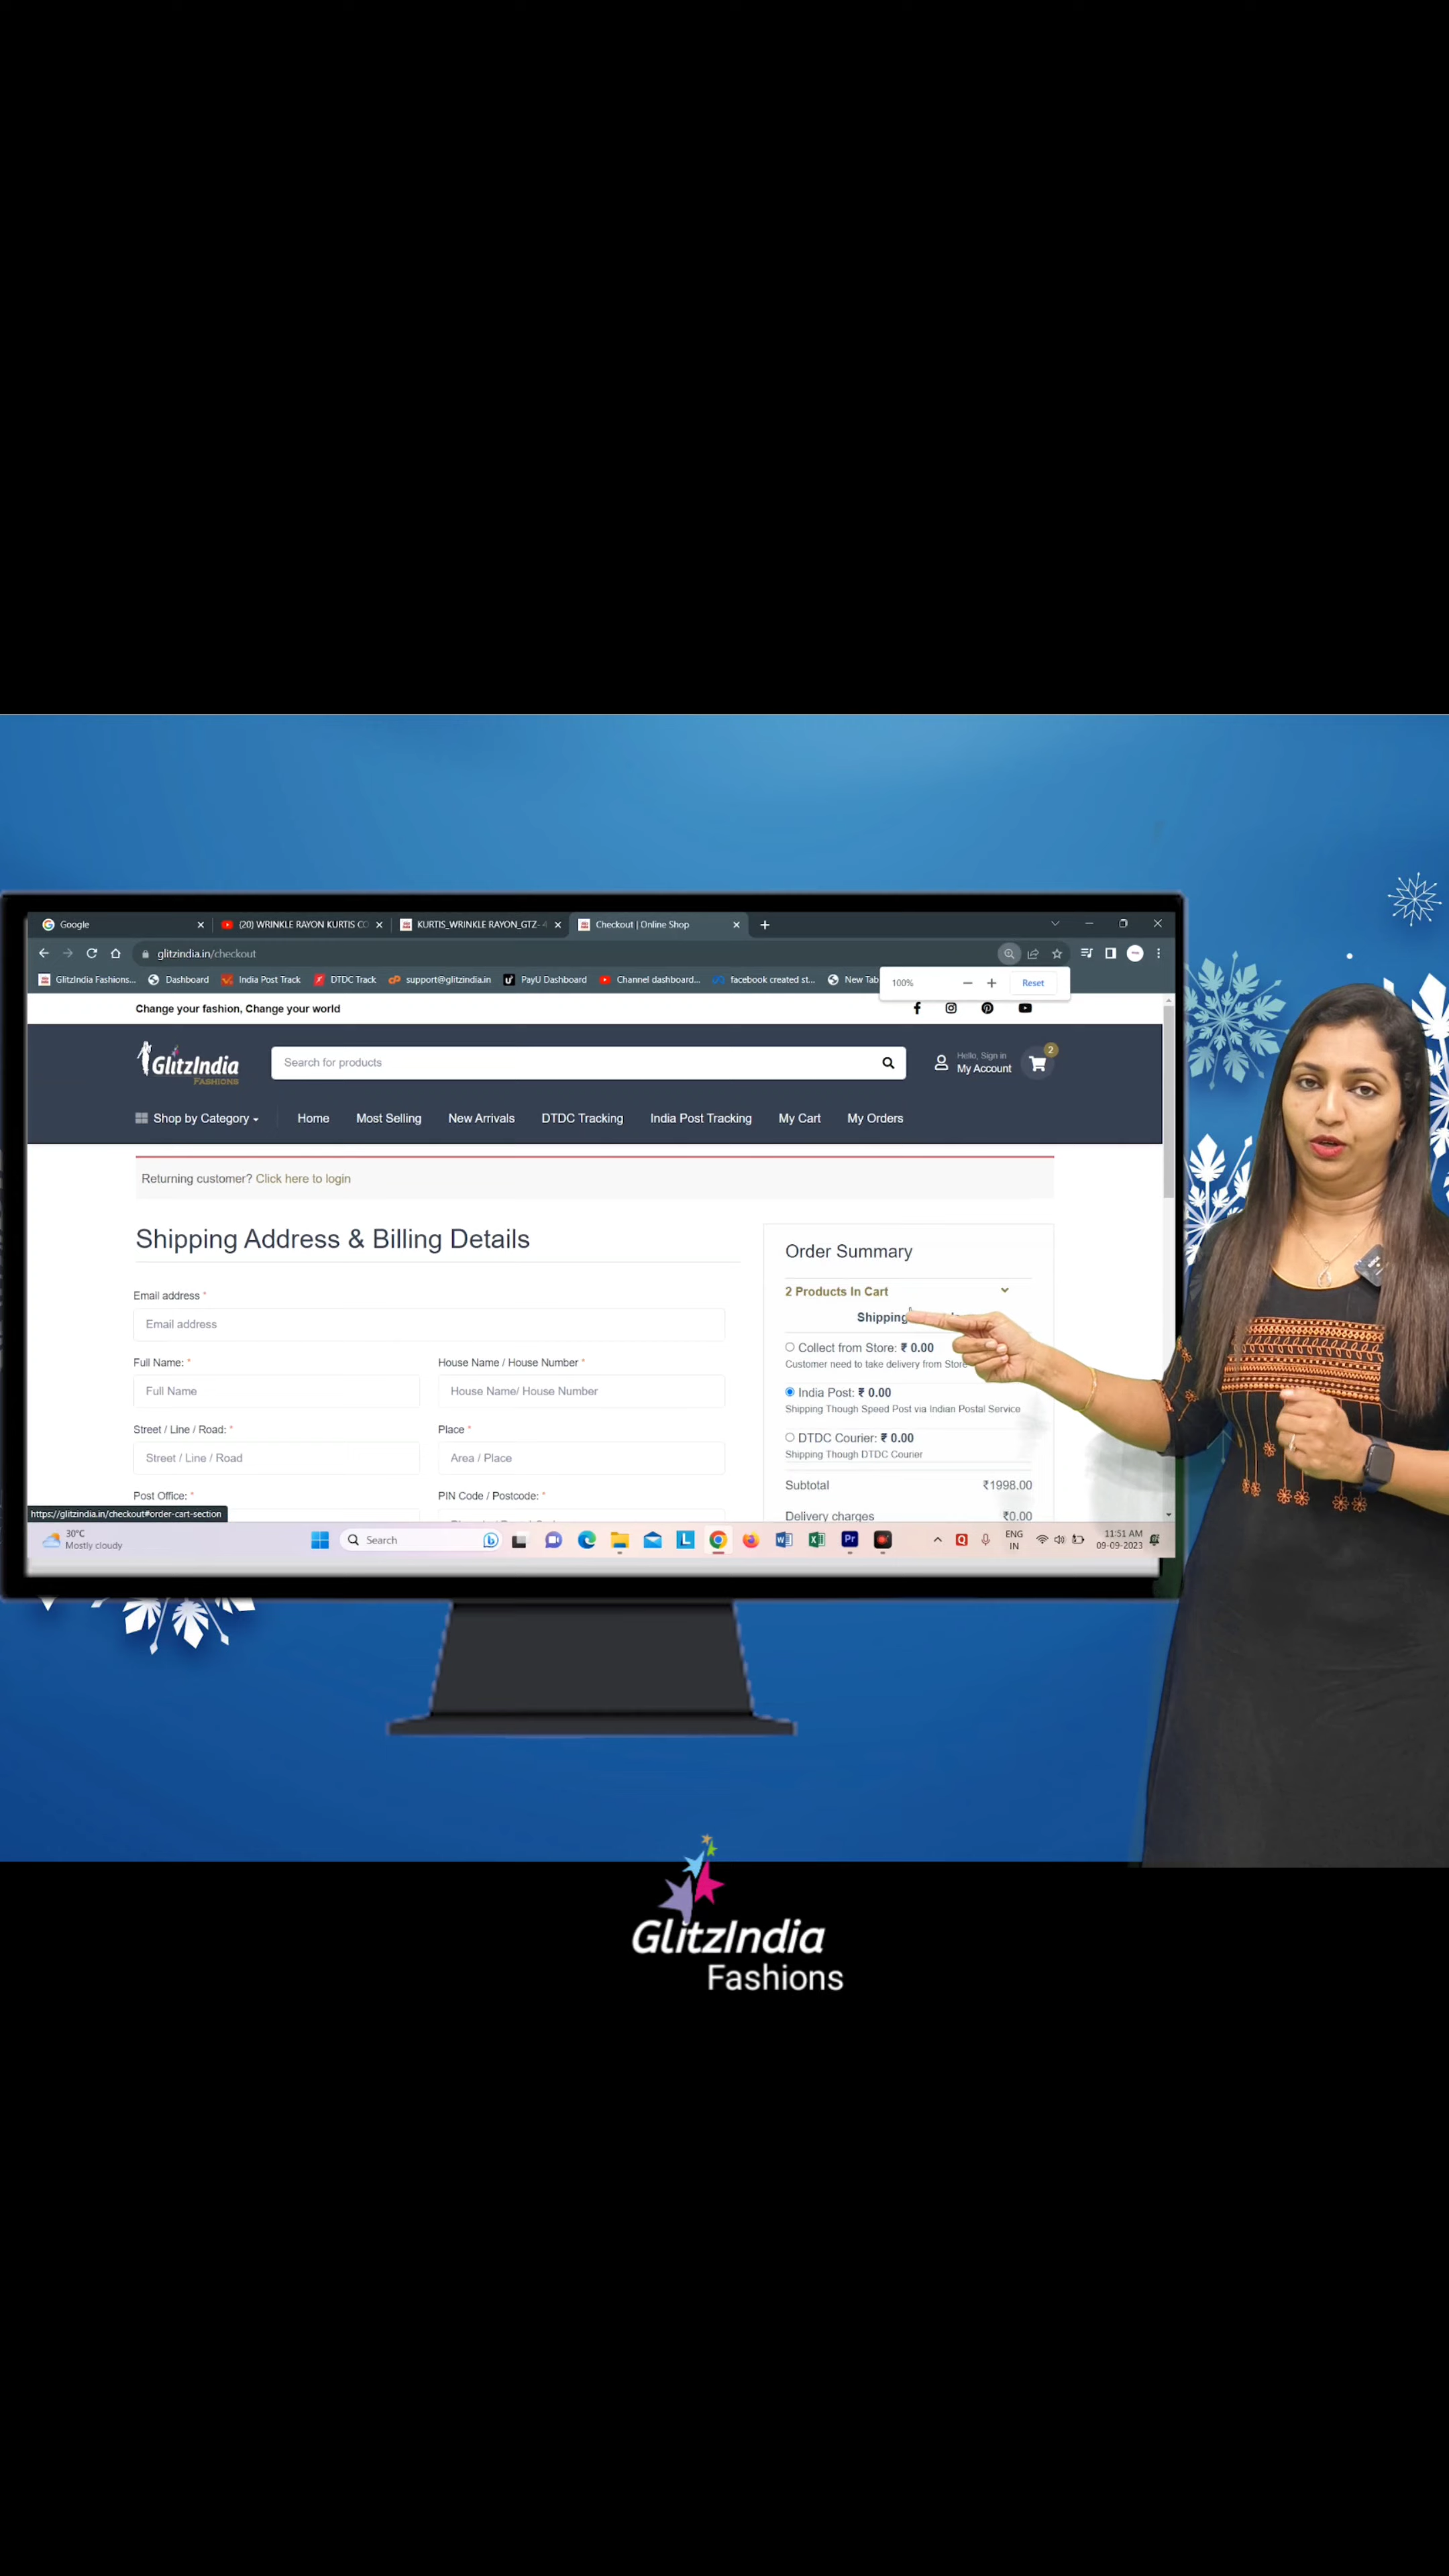 Google
(20) WRINKLE RAYON KURTIS CO
KURTIS_WRINKLE RAYON_GTZ- 4
Checkout | Online Shop
glitzindia.in/checkout
GlitzIndia Fashions...
Dashboard
India Post Track
DTDC Track
support@glitzindia.in
PayU Dashboard
Channel dashboard...
facebook created st...
New Tab
100%
Reset
Change your fashion, Change your world
GlitzIndia
FASHIONS
Search for products
Hello, Sign in
My Account
2
Shop by Category
Home
Most Selling
New Arrivals
DTDC Tracking
India Post Tracking
My Cart
My Orders
Returning customer? Click here to login
Shipping Address & Billing Details
Email address *
Email address
Full Name: *
House Name / House Number *
Full Name
House Name/ House Number
Street / Line / Road: *
Place *
Street / Line / Road
Area / Place
Post Office: *
PIN Code / Postcode: *
Order Summary
2 Products In Cart
Shipping
Collect from Store: ₹ 0.00
Customer need to take delivery from Store
India Post: ₹ 0.00
Shipping Though Speed Post via Indian Postal Service
DTDC Courier: ₹ 0.00
Shipping Though DTDC Courier
Subtotal ₹1998.00
Delivery charges ₹0.00
https://glitzindia.in/checkout#order-cart-section
30°C
Mostly cloudy
Search
ENG
IN
11:51 AM
09-09-2023
GlitzIndia
Fashions